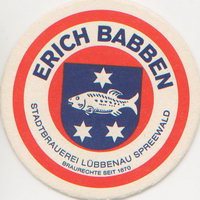 ERICH BABBEN
STADTBRAUEREI LÜBBENAU SPREEWALD
BRAURECHTE SEIT 1870